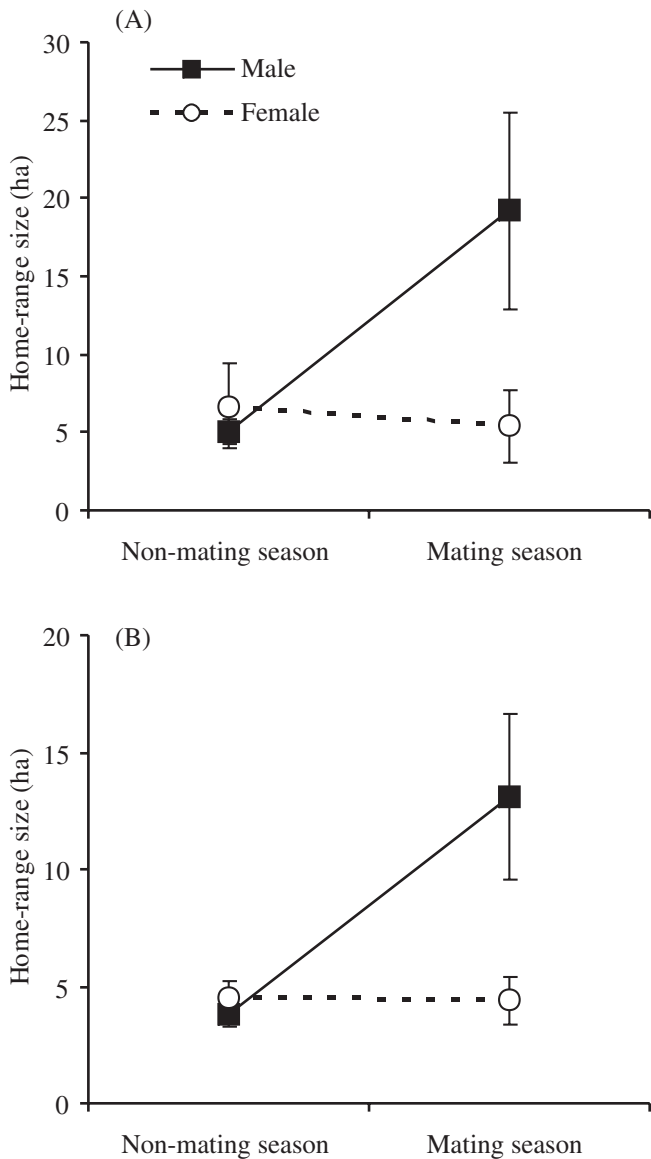 (A)
30
25
20
15
10
5
0
Home-range size (ha)
Male
Female
Non-mating season
Mating season
(B)
20
15
10
5
0
Home-range size (ha)
Non-mating season
Mating season